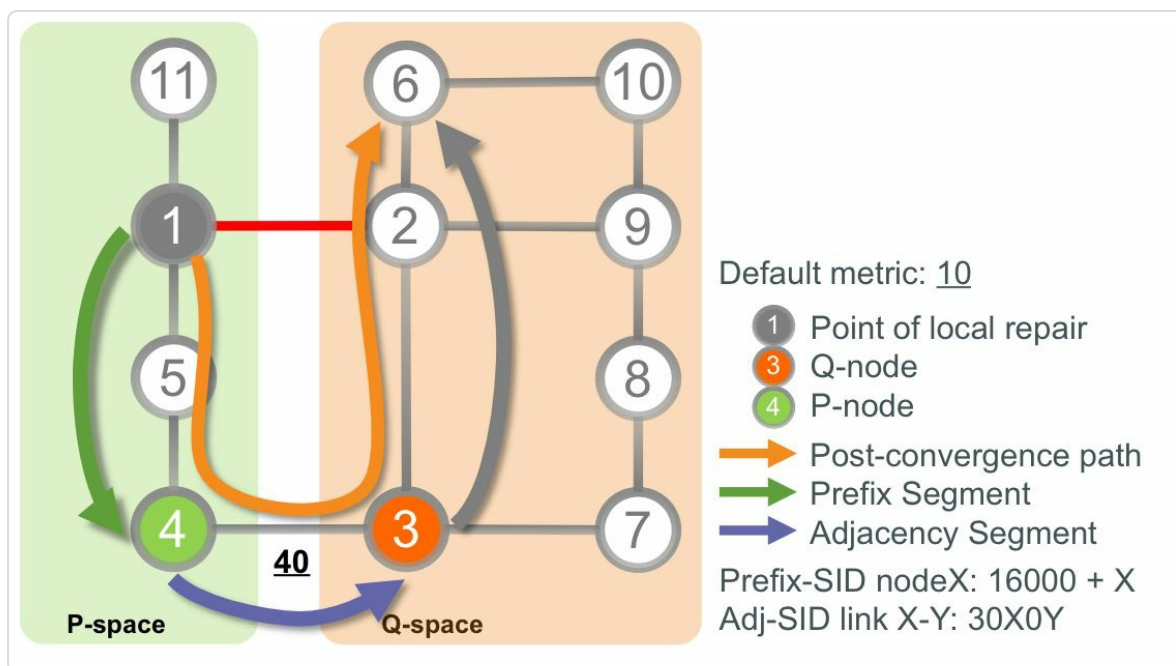 11
6
10
1
2
9
Default metric: 10
1 Point of local repair
5
8
3 Q-node
4 P-node
Post-convergence path
Prefix Segment
4
3
7
Adjacency Segment
40
Prefix-SID nodeX: 16000 + X
P-space
Q-space
Adj-SID link X-Y: 30X0Y